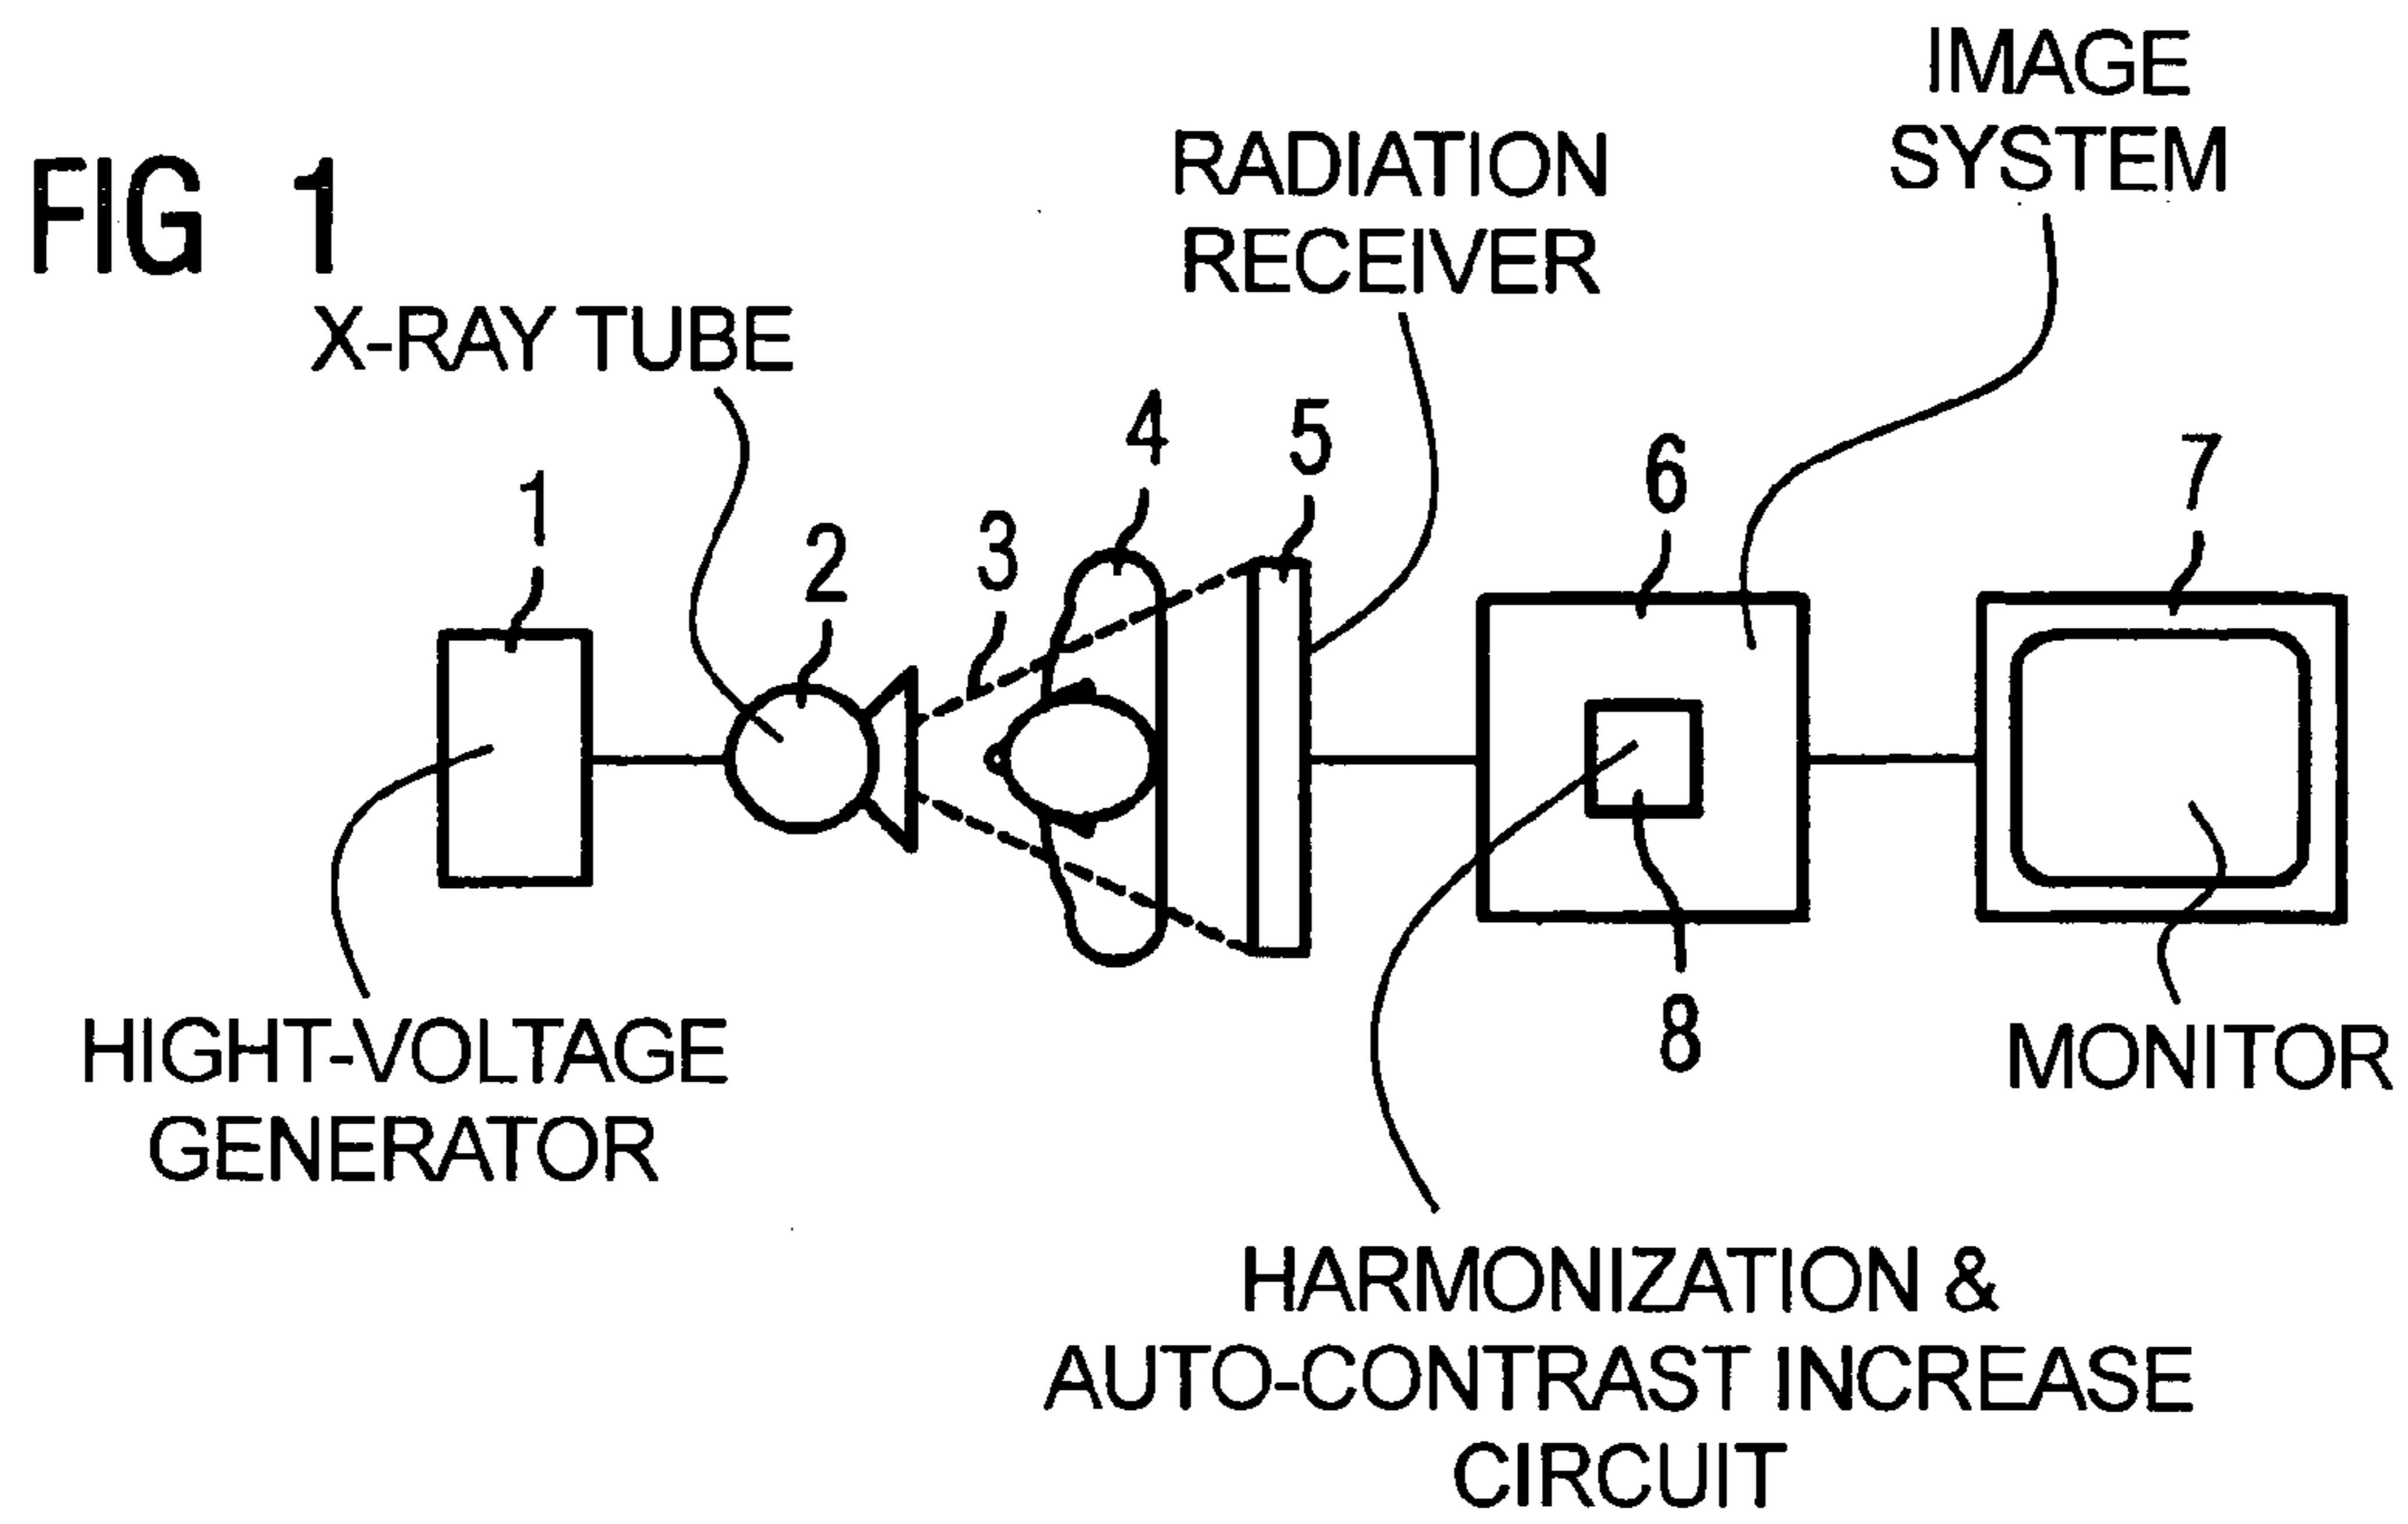 FIG 1
IMAGE
SYSTEM
RADIATION
RECEIVER
X-RAY TUBE
1
2
3
4
5
6
7
8
HIGHT-VOLTAGE
GENERATOR
MONITOR
HARMONIZATION &
AUTO-CONTRAST INCREASE
CIRCUIT